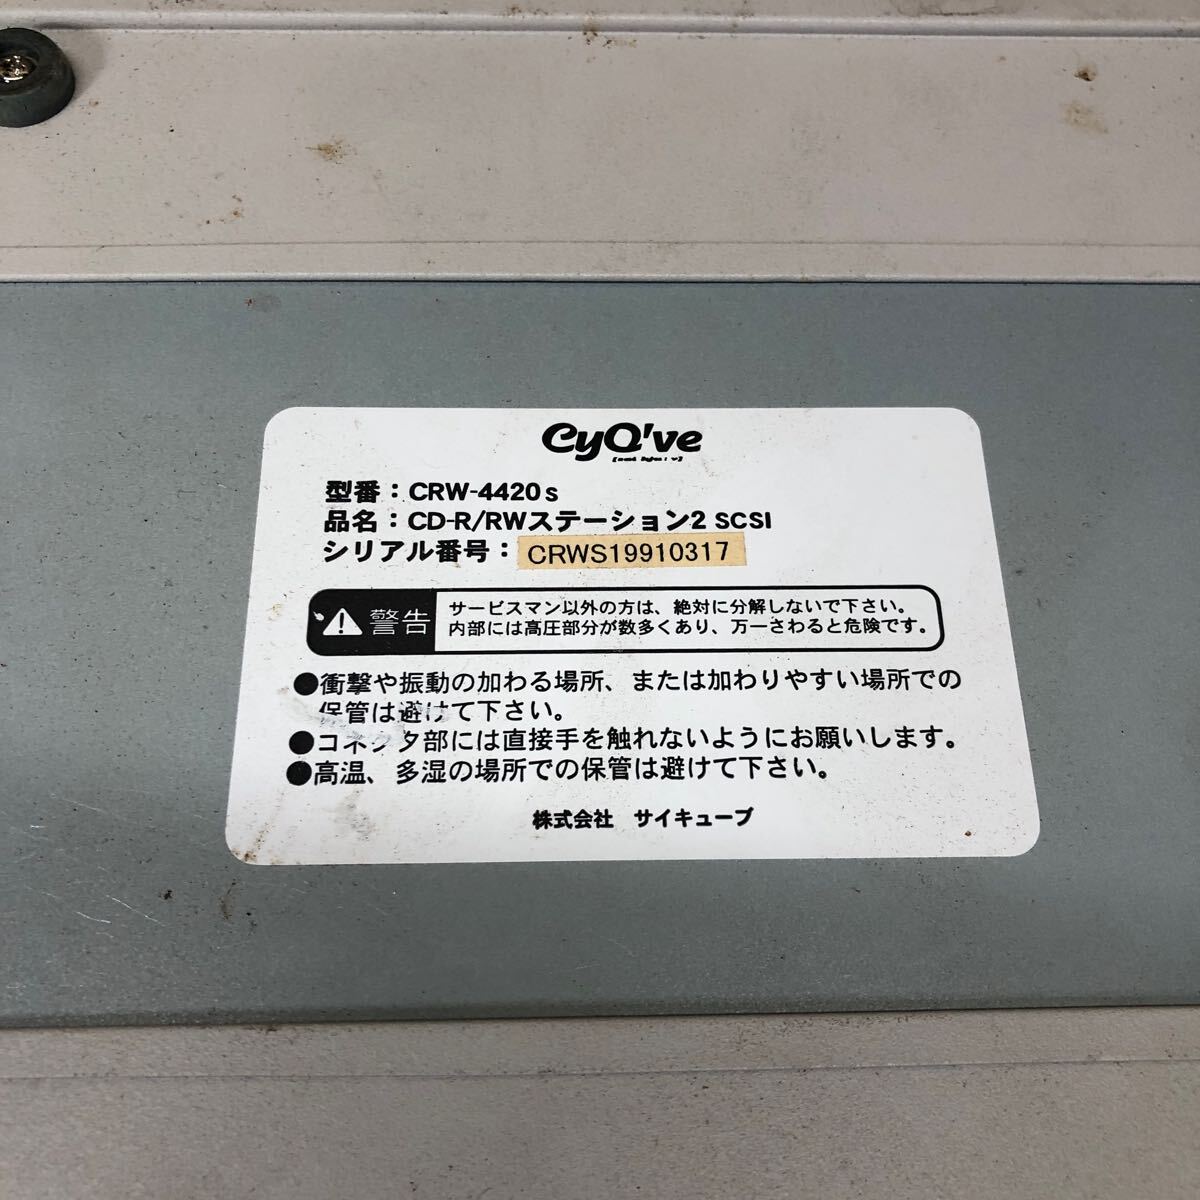 CyQ've
型番：CRW-4420s
品名：CD-R/RWステーション2 SCSI
シリアル番号： CRWS19910317
警告
サービスマン以外の方は、絶対に分解しないで下さい。
内部には高圧部分が数多くあり、万一さわると危険です。
●衝撃や振動の加わる場所、または加わりやすい場所での
保管は避けて下さい。
●コネクタ部には直接手を触れないようにお願いします。
●高温、多湿の場所での保管は避けて下さい。
株式会社　サイキューブ